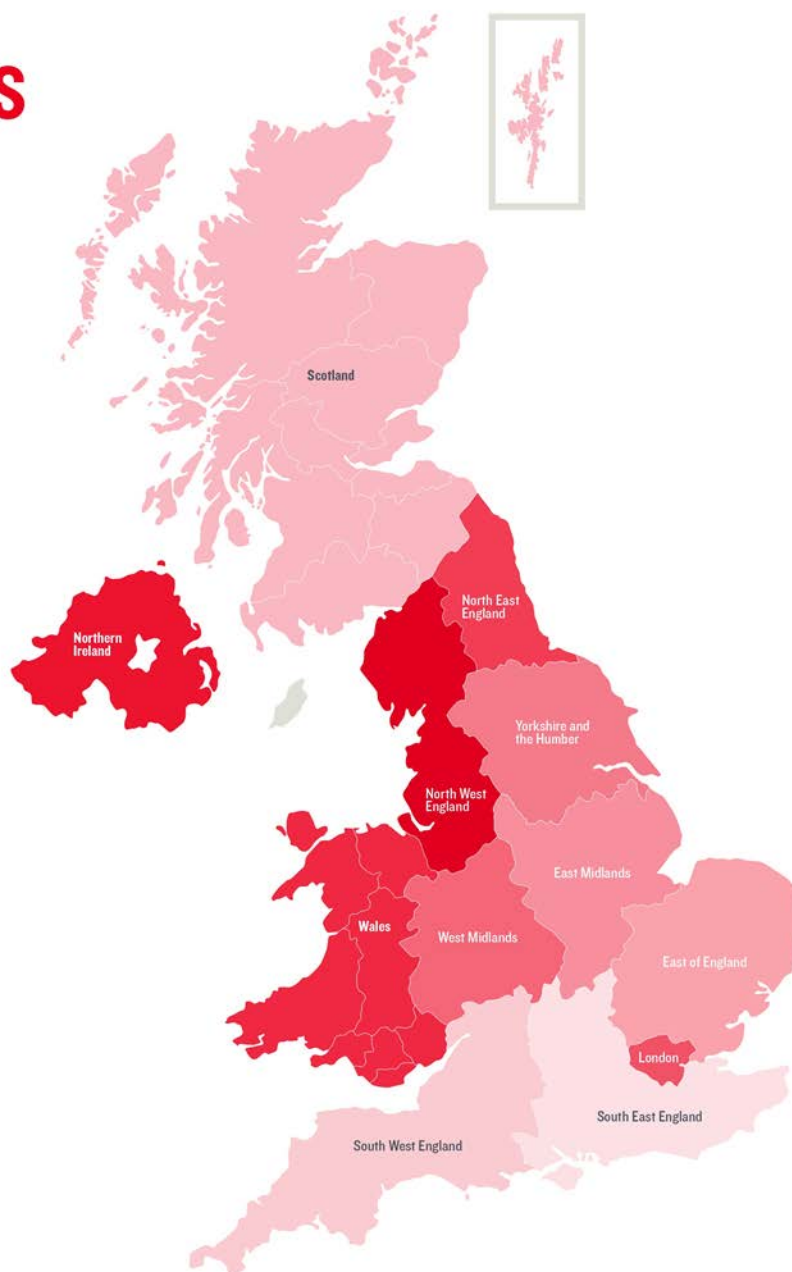 S
Scotland
Northern
Ireland
North East
England
Yorkshire and
the Humber
North West
England
East Midlands
Wales
West Midlands
East of England
London
South East England
South West England